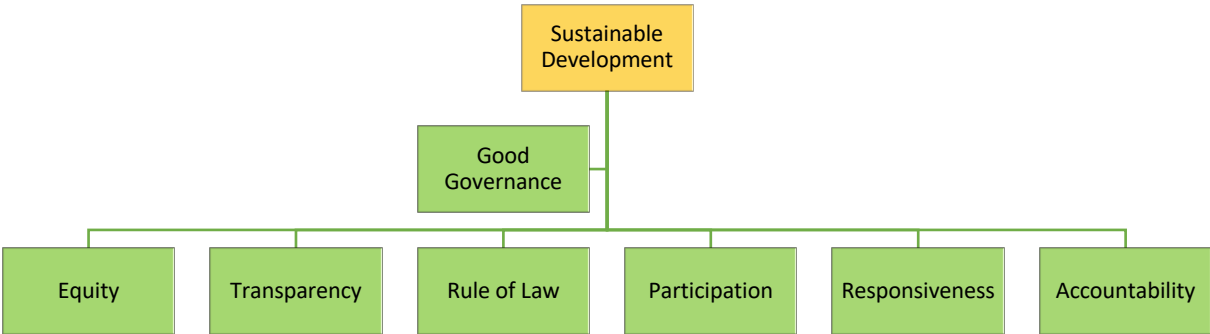 Sustainable
Development
Good
Governance
Equity
Transparency
Rule of Law
Participation
Responsiveness
Accountability